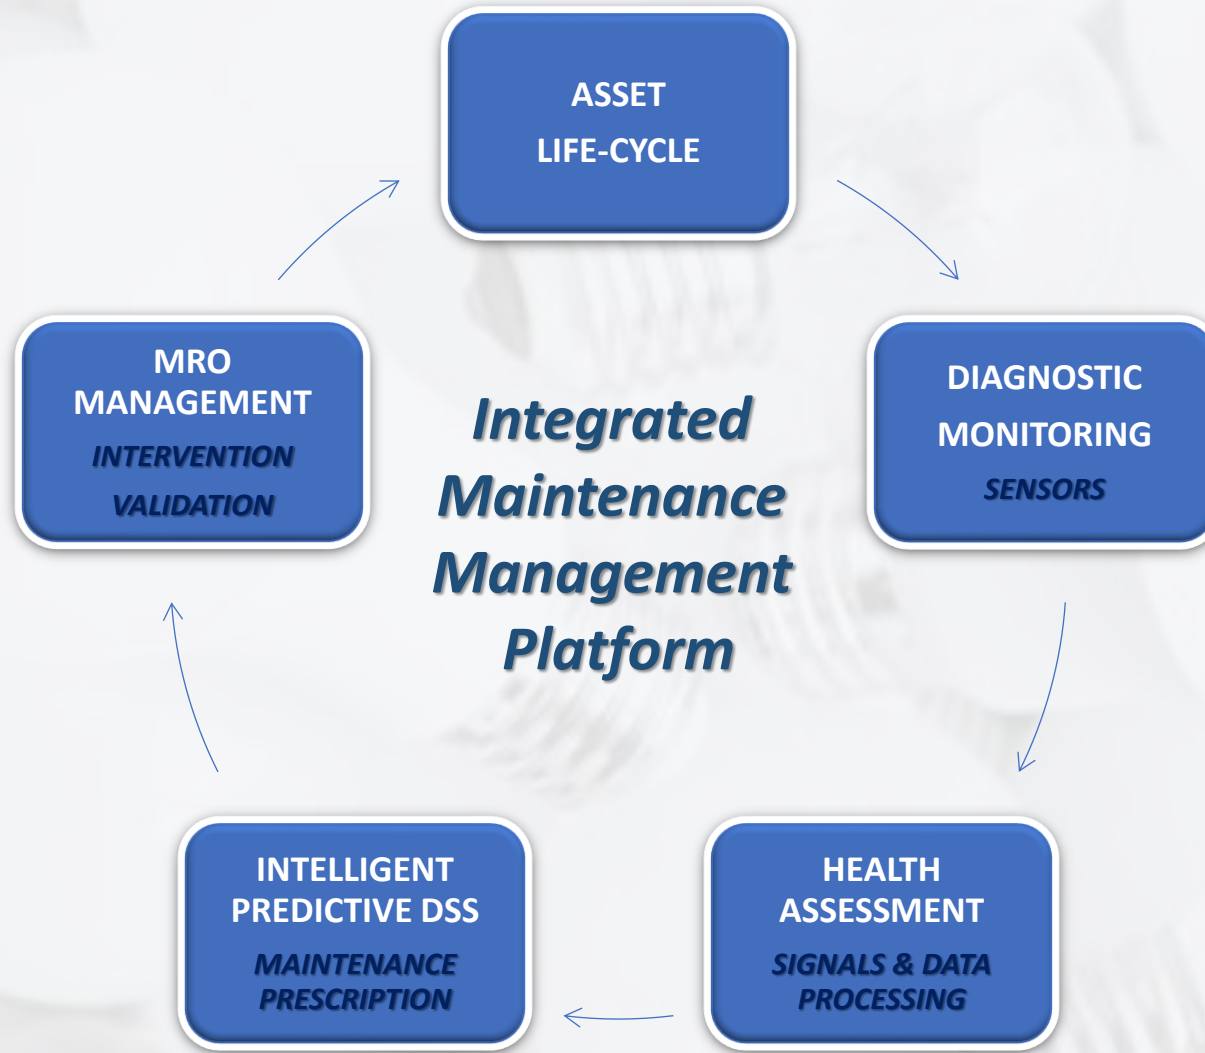 ASSET
LIFE-CYCLE
DIAGNOSTIC
MONITORING
SENSORS
HEALTH
ASSESSMENT
SIGNALS & DATA
PROCESSING
INTELLIGENT
PREDICTIVE DSS
MAINTENANCE
PRESCRIPTION
MRO
MANAGEMENT
INTERVENTION
VALIDATION
Integrated
Maintenance
Management
Platform